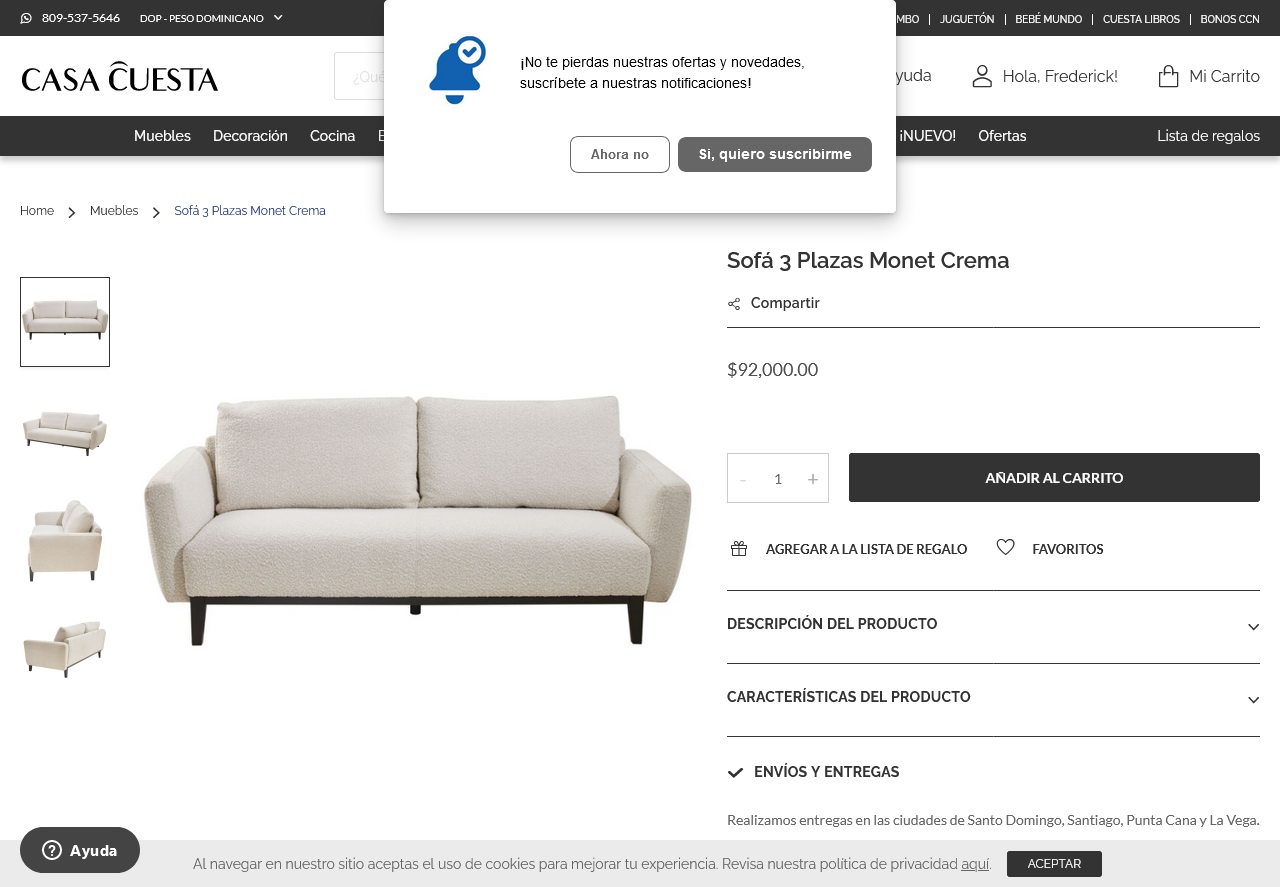 809-537-5646 DOP - PESO DOMINICANO
JUGUETÓN | BEBÉ MUNDO | CUESTA LIBROS | BONOS CCN
CASA CUESTA
Hola, Frederick! Mi Carrito
¡No te pierdas nuestras ofertas y novedades,
suscríbete a nuestras notificaciones!
Ahora no Si, quiero suscribirme
Muebles Decoración Cocina ¡NUEVO! Ofertas Lista de regalos
Home > Muebles > Sofá 3 Plazas Monet Crema
Sofá 3 Plazas Monet Crema
Compartir
$92,000.00
- 1 + AÑADIR AL CARRITO
AGREGAR A LA LISTA DE REGALO FAVORITOS
DESCRIPCIÓN DEL PRODUCTO
CARACTERÍSTICAS DEL PRODUCTO
ENVÍOS Y ENTREGAS
Realizamos entregas en las ciudades de Santo Domingo, Santiago, Punta Cana y La Vega.
Ayuda
Al navegar en nuestro sitio aceptas el uso de cookies para mejorar tu experiencia. Revisa nuestra política de privacidad aquí. ACEPTAR